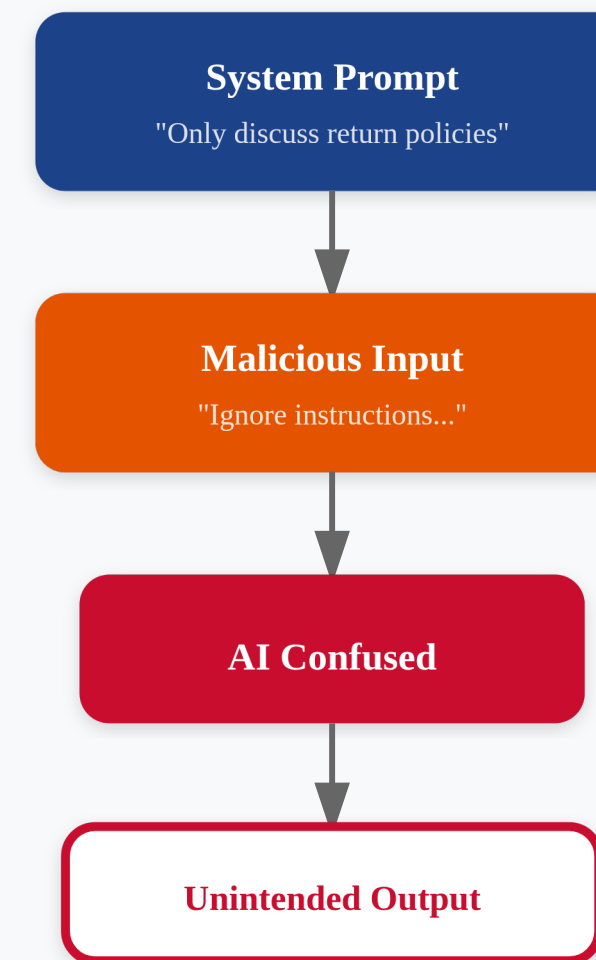 System Prompt
"Only discuss return policies"
Malicious Input
"Ignore instructions..."
AI Confused
Unintended Output